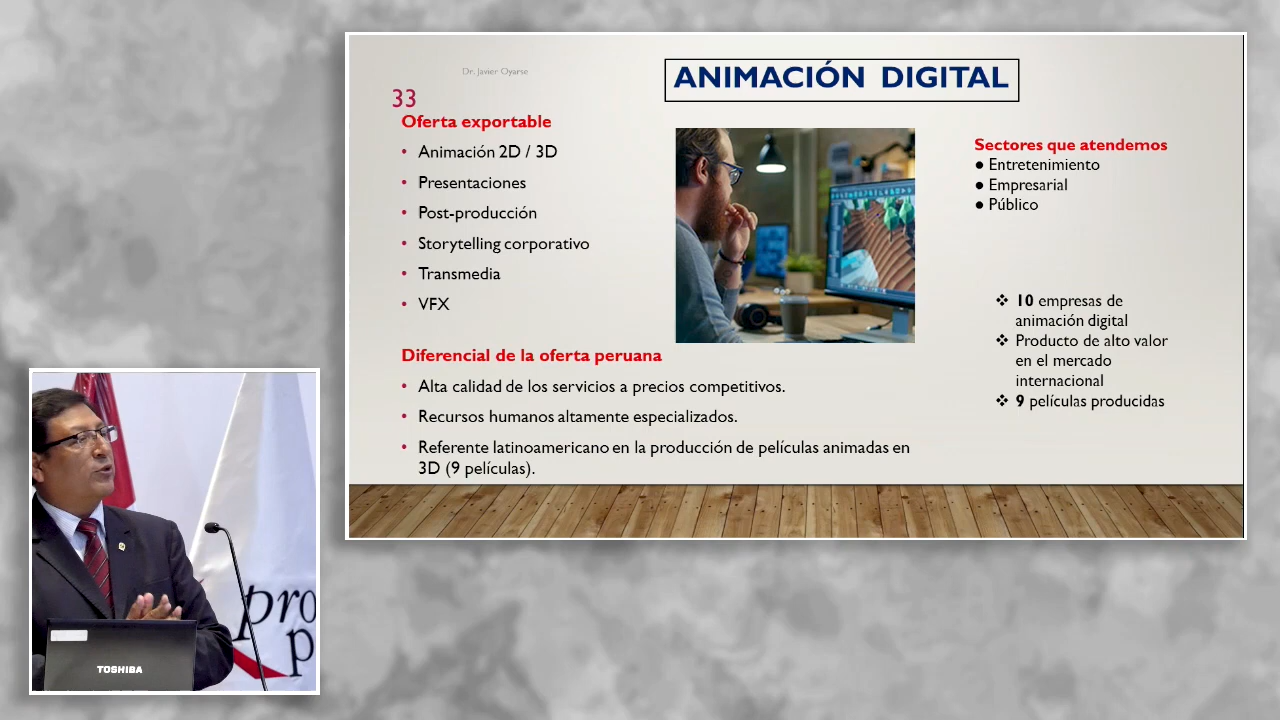 Dr. Javier Oyarse
ANIMACIÓN DIGITAL
33
Oferta exportable
• Animación 2D / 3D
• Presentaciones
• Post-producción
• Storytelling corporativo
• Transmedia
• VFX
Diferencial de la oferta peruana
• Alta calidad de los servicios a precios competitivos.
• Recursos humanos altamente especializados.
• Referente latinoamericano en la producción de películas animadas en
3D (9 películas).
Sectores que atendemos
● Entretenimiento
● Empresarial
● Público
❖ 10 empresas de
animación digital
❖ Producto de alto valor
en el mercado
internacional
❖ 9 películas producidas
pro
p
TOSHIBA